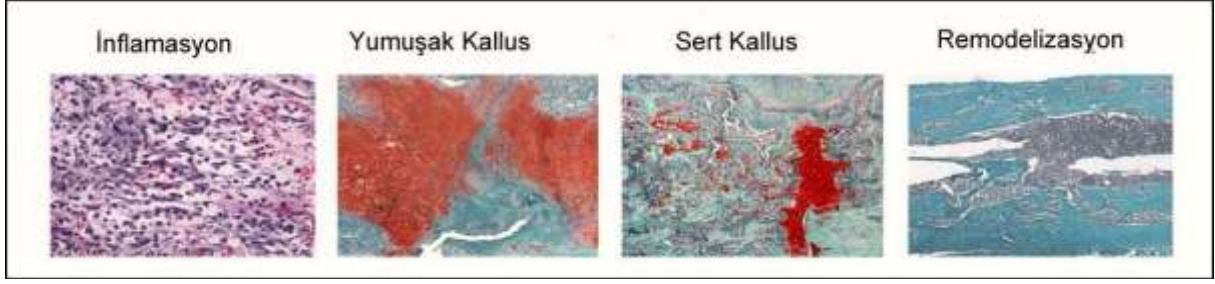 İnflamasyon
Yumuşak Kallus
Sert Kallus
Remodelizasyon